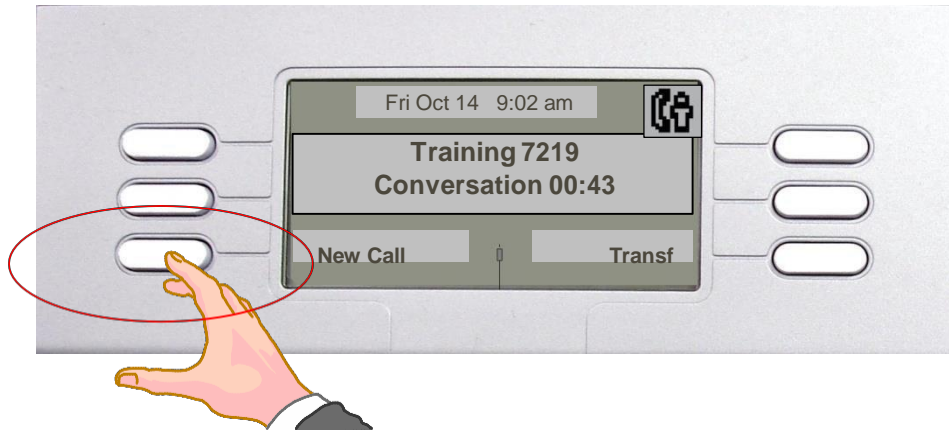 Fri Oct 14 9:02 am
Training 7219
Conversation 00:43
New Call Transf